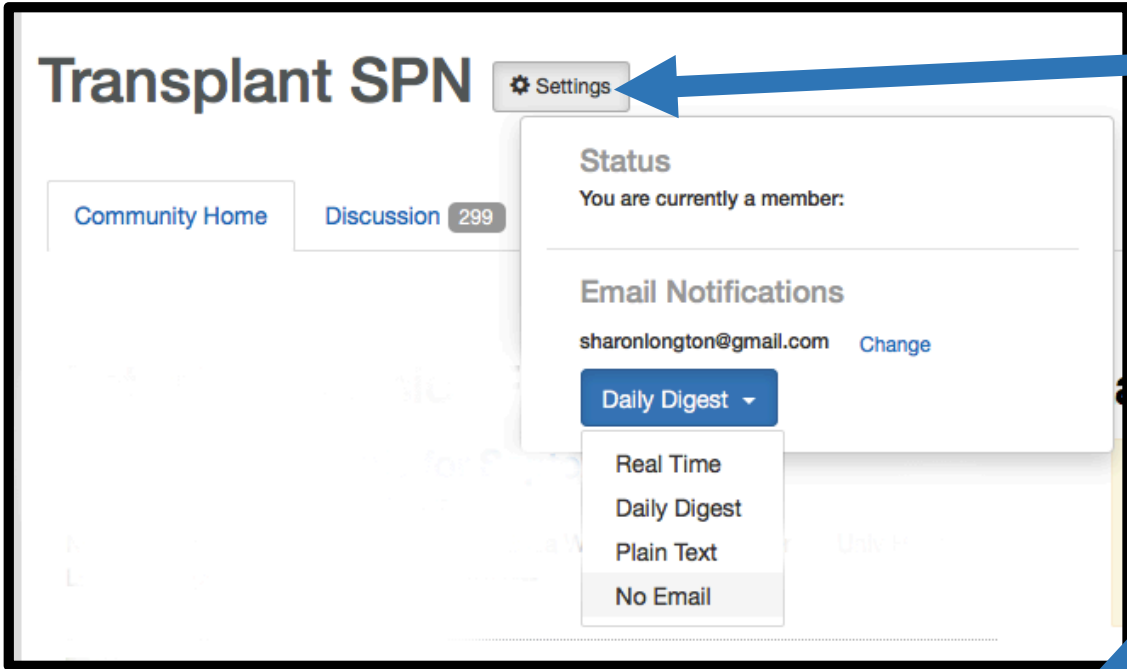 Transplant SPN Settings
Status
You are currently a member:
Community Home Discussion 299
Email Notifications
sharonlongton@gmail.com Change
Daily Digest
Real Time
Daily Digest
Plain Text
No Email